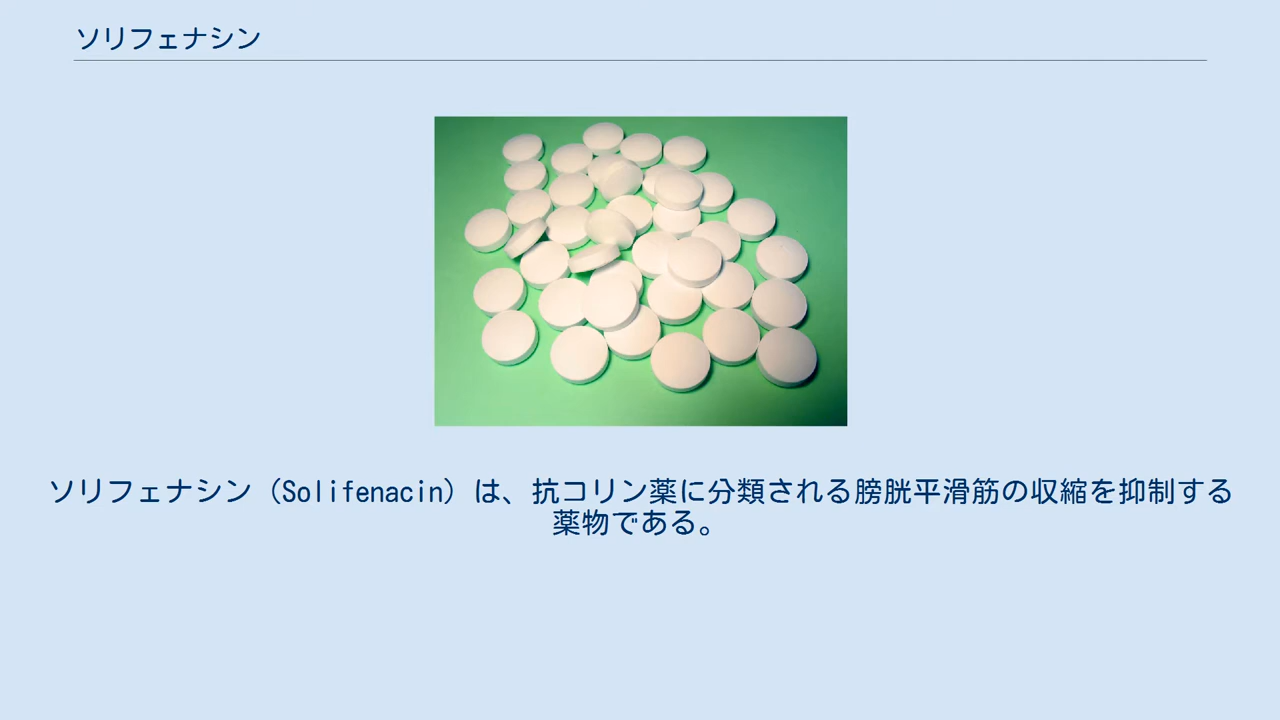 ソリフェナシン
ソリフェナシン（Solifenacin）は、抗コリン薬に分類される膀胱平滑筋の収縮を抑制する
薬物である。